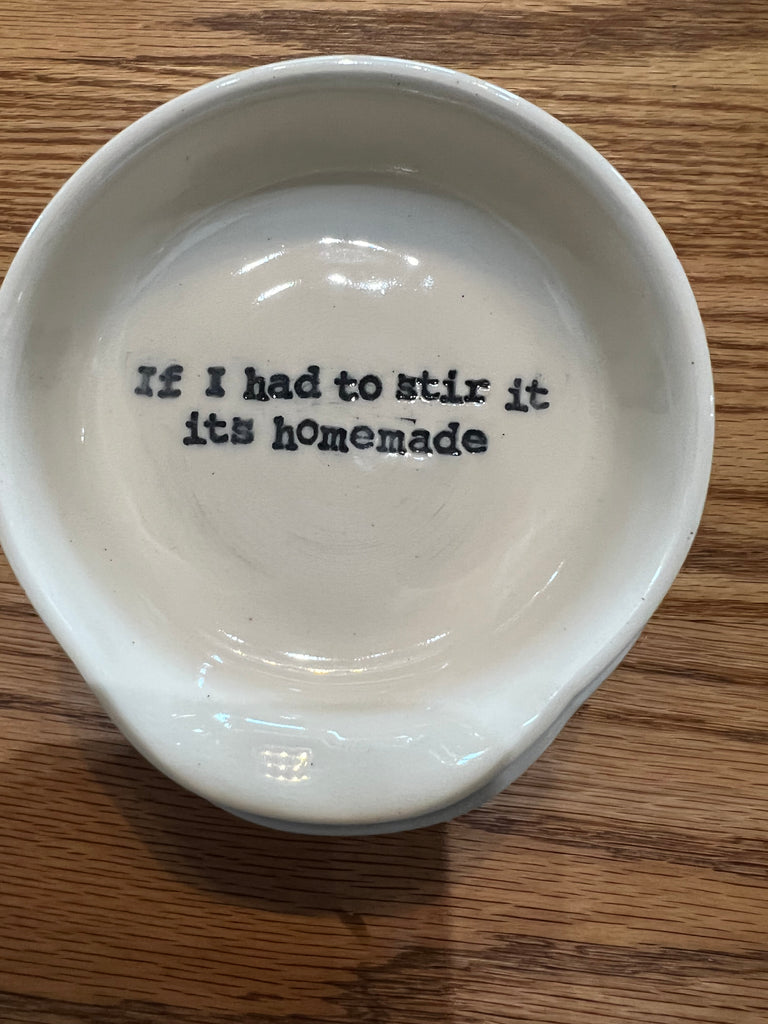 If I had to stir it
its homemade